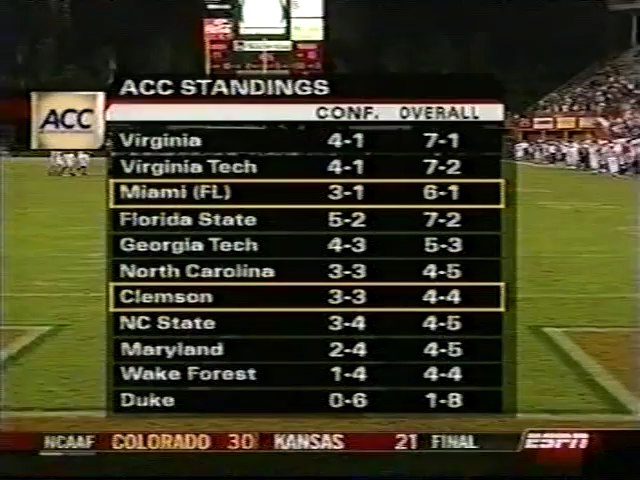 ACC STANDINGS
ACC
CONF. OVERALL
Virginia 4-1 7-1
Virginia Tech 4-1 7-2
Miami (FL) 3-1 6-1
Florida State 5-2 7-2
Georgia Tech 4-3 5-3
North Carolina 3-3 4-5
Clemson 3-3 4-4
NC State 3-4 4-5
Maryland 2-4 4-5
Wake Forest 1-4 4-4
Duke 0-6 1-8
NCAAF COLORADO 30 KANSAS 21 FINAL ESPN